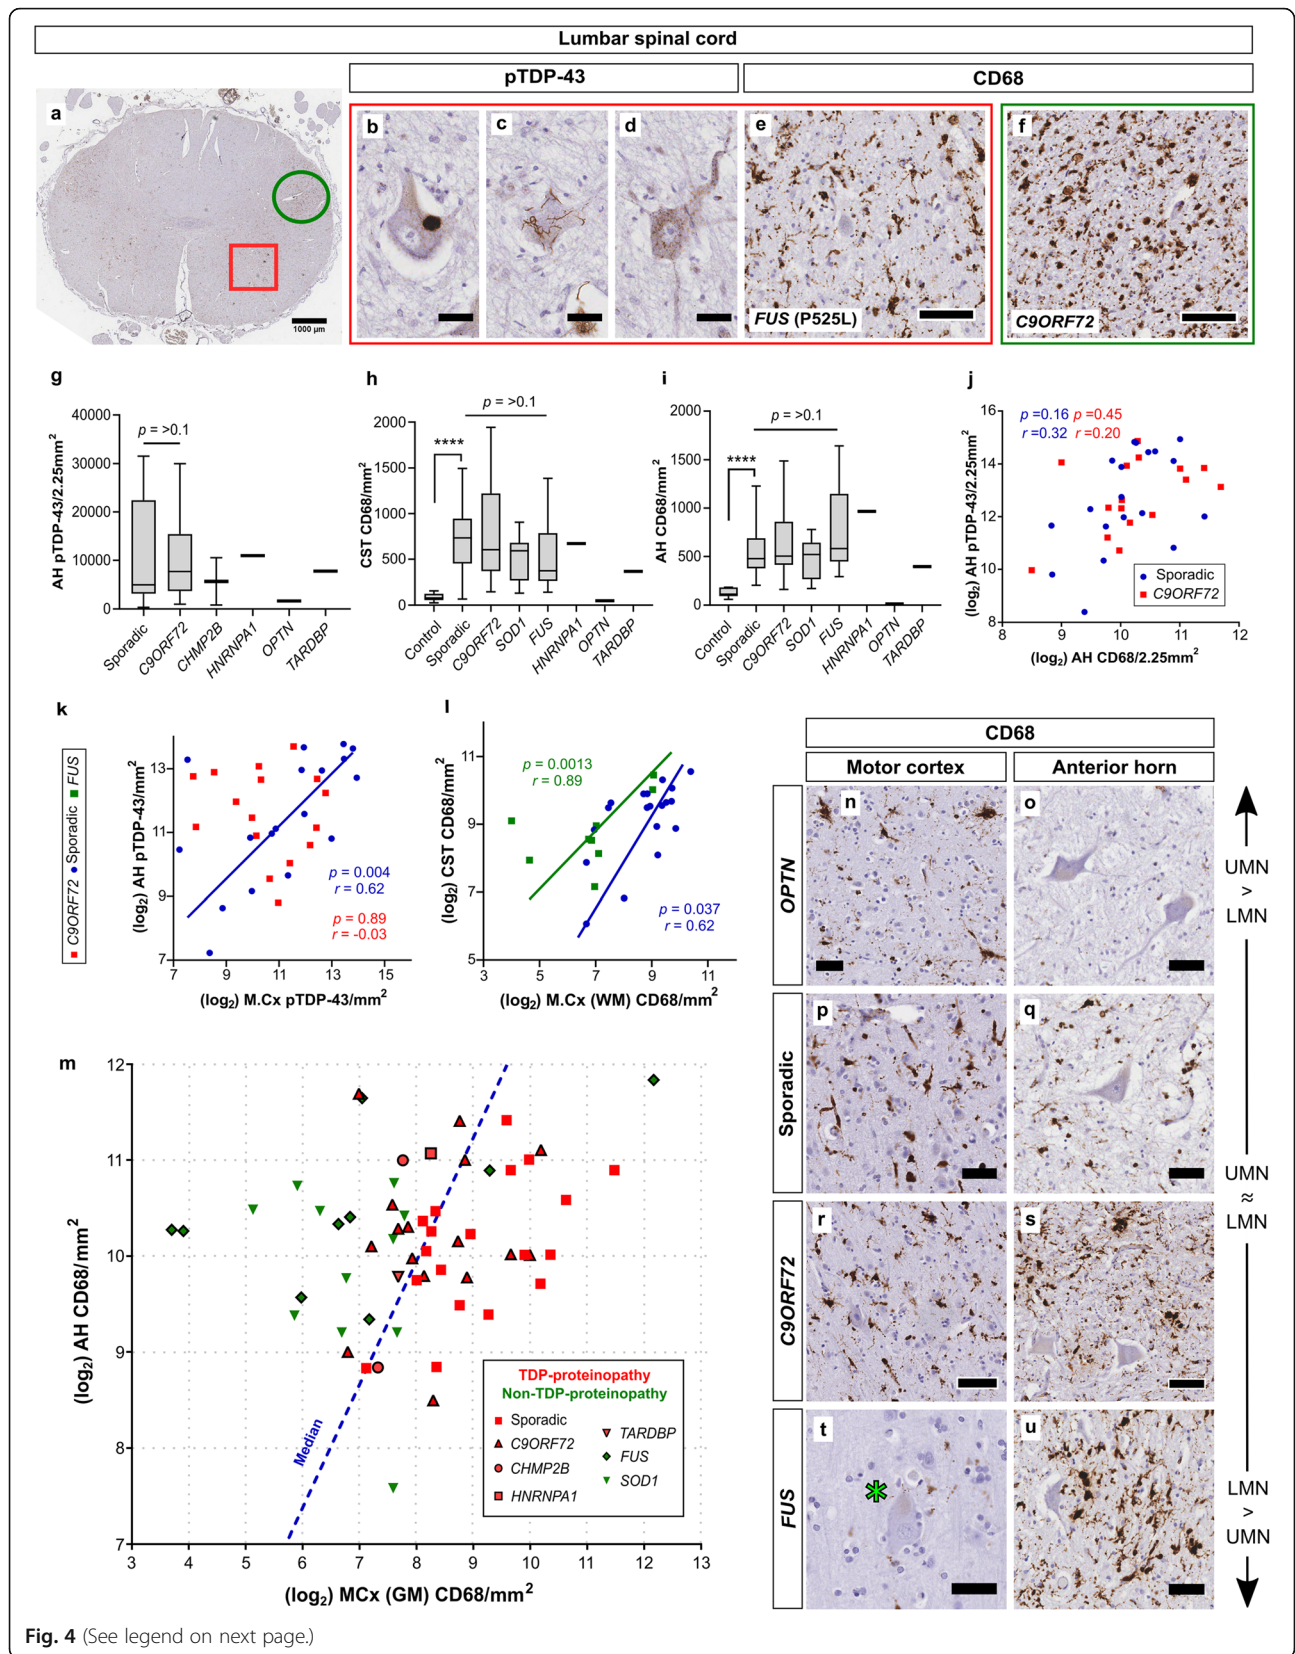 Lumbar spinal cord
pTDP-43
CD68
a
1000 µm
b
c
d
e
FUS (P525L)
f
C9ORF72
g
AH pTDP-43/2.25mm²
40000
30000
20000
10000
0
p = >0.1
Sporadic
C9ORF72
CHMP2B
HNRNPA1
OPTN
TARDBP
h
CST CD68/mm²
2000
1500
1000
500
0
****
p = >0.1
Control
Sporadic
C9ORF72
SOD1
FUS
HNRNPA1
OPTN
TARDBP
i
AH CD68/mm²
2000
1500
1000
500
0
****
p = >0.1
Control
Sporadic
C9ORF72
SOD1
FUS
HNRNPA1
OPTN
TARDBP
j
(log₂) AH pTDP-43/2.25mm²
16
14
12
10
8
p=0.16 p=0.45
r=0.32 r=0.20
Sporadic
C9ORF72
8 9 10 11 12
(log₂) AH CD68/2.25mm²
k
C9ORF72 Sporadic FUS
(log₂) AH pTDP-43/mm²
13
11
9
7
p = 0.004
r = 0.62
p = 0.89
r = -0.03
7 9 11 13 15
(log₂) M.Cx pTDP-43/mm²
l
(log₂) CST CD68/mm²
11
9
7
5
p = 0.0013
r = 0.89
p = 0.037
r = 0.62
3 5 7 9 11
(log₂) M.Cx (WM) CD68/mm²
m
(log₂) AH CD68/mm²
12
11
10
9
8
7
Median
TDP-proteinopathy
Non-TDP-proteinopathy
Sporadic
C9ORF72
CHMP2B
HNRNPA1
TARDBP
FUS
SOD1
3 4 5 6 7 8 9 10 11 12 13
(log₂) MCx (GM) CD68/mm²
CD68
Motor cortex
Anterior horn
OPTN
n
o
Sporadic
p
q
C9ORF72
r
s
FUS
t
*
u
UMN
>
LMN
UMN
≈
LMN
LMN
>
UMN
Fig. 4 (See legend on next page.)